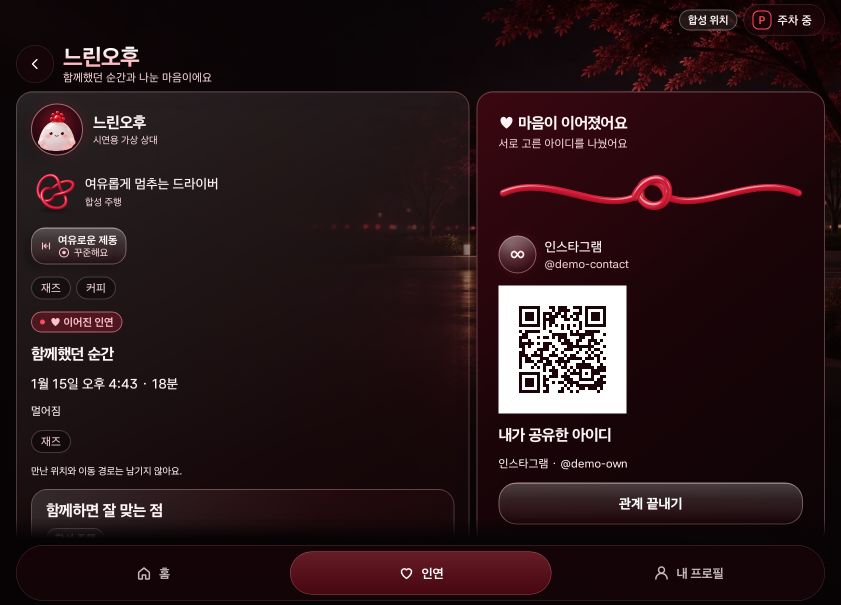 합성 위치
P 주차 중
느린오후
함께했던 순간과 나눈 마음이에요
느린오후
시연용 가상 상대
여유롭게 멈추는 드라이버
합성 주행
여유로운 제동
꾸준해요
재즈
커피
이어진 인연
함께했던 순간
1월 15일 오후 4:43 · 18분
멀어짐
재즈
만난 위치와 이동 경로는 남기지 않아요.
함께하면 잘 맞는 점
마음이 이어졌어요
서로 고른 아이디를 나눴어요
인스타그램
@demo-contact
내가 공유한 아이디
인스타그램 · @demo-own
관계 끝내기
홈
인연
내 프로필